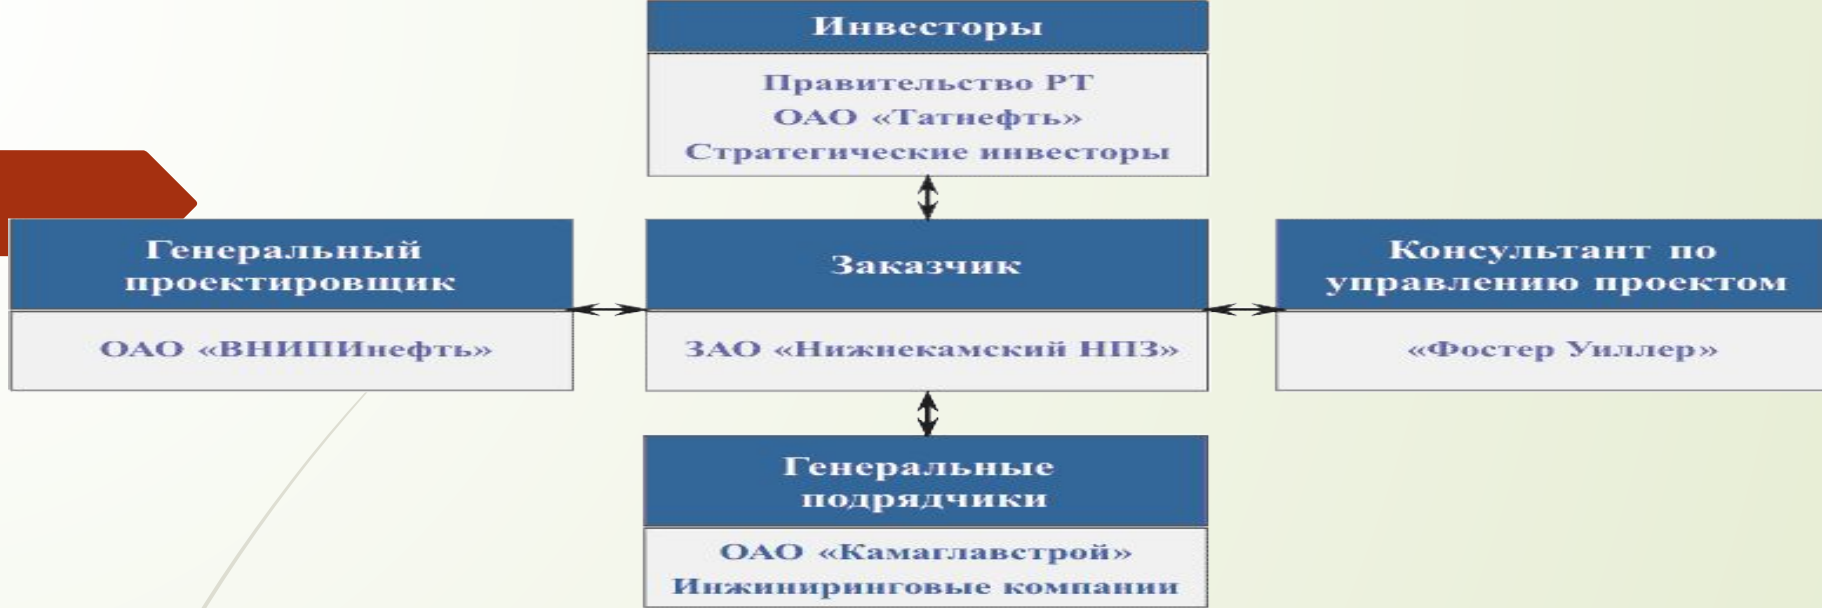 Инвесторы
Правительство РТ
ОАО «Татнефть»
Стратегические инвесторы
Генеральный
проектировщик
ОАО «ВНИПИнефть»
Заказчик
ЗАО «Нижнекамский НПЗ»
Консультант по
управлению проектом
«Фостер Уиллер»
Генеральные
подрядчики
ОАО «Камаглавстрой»
Инжиниринговые компании